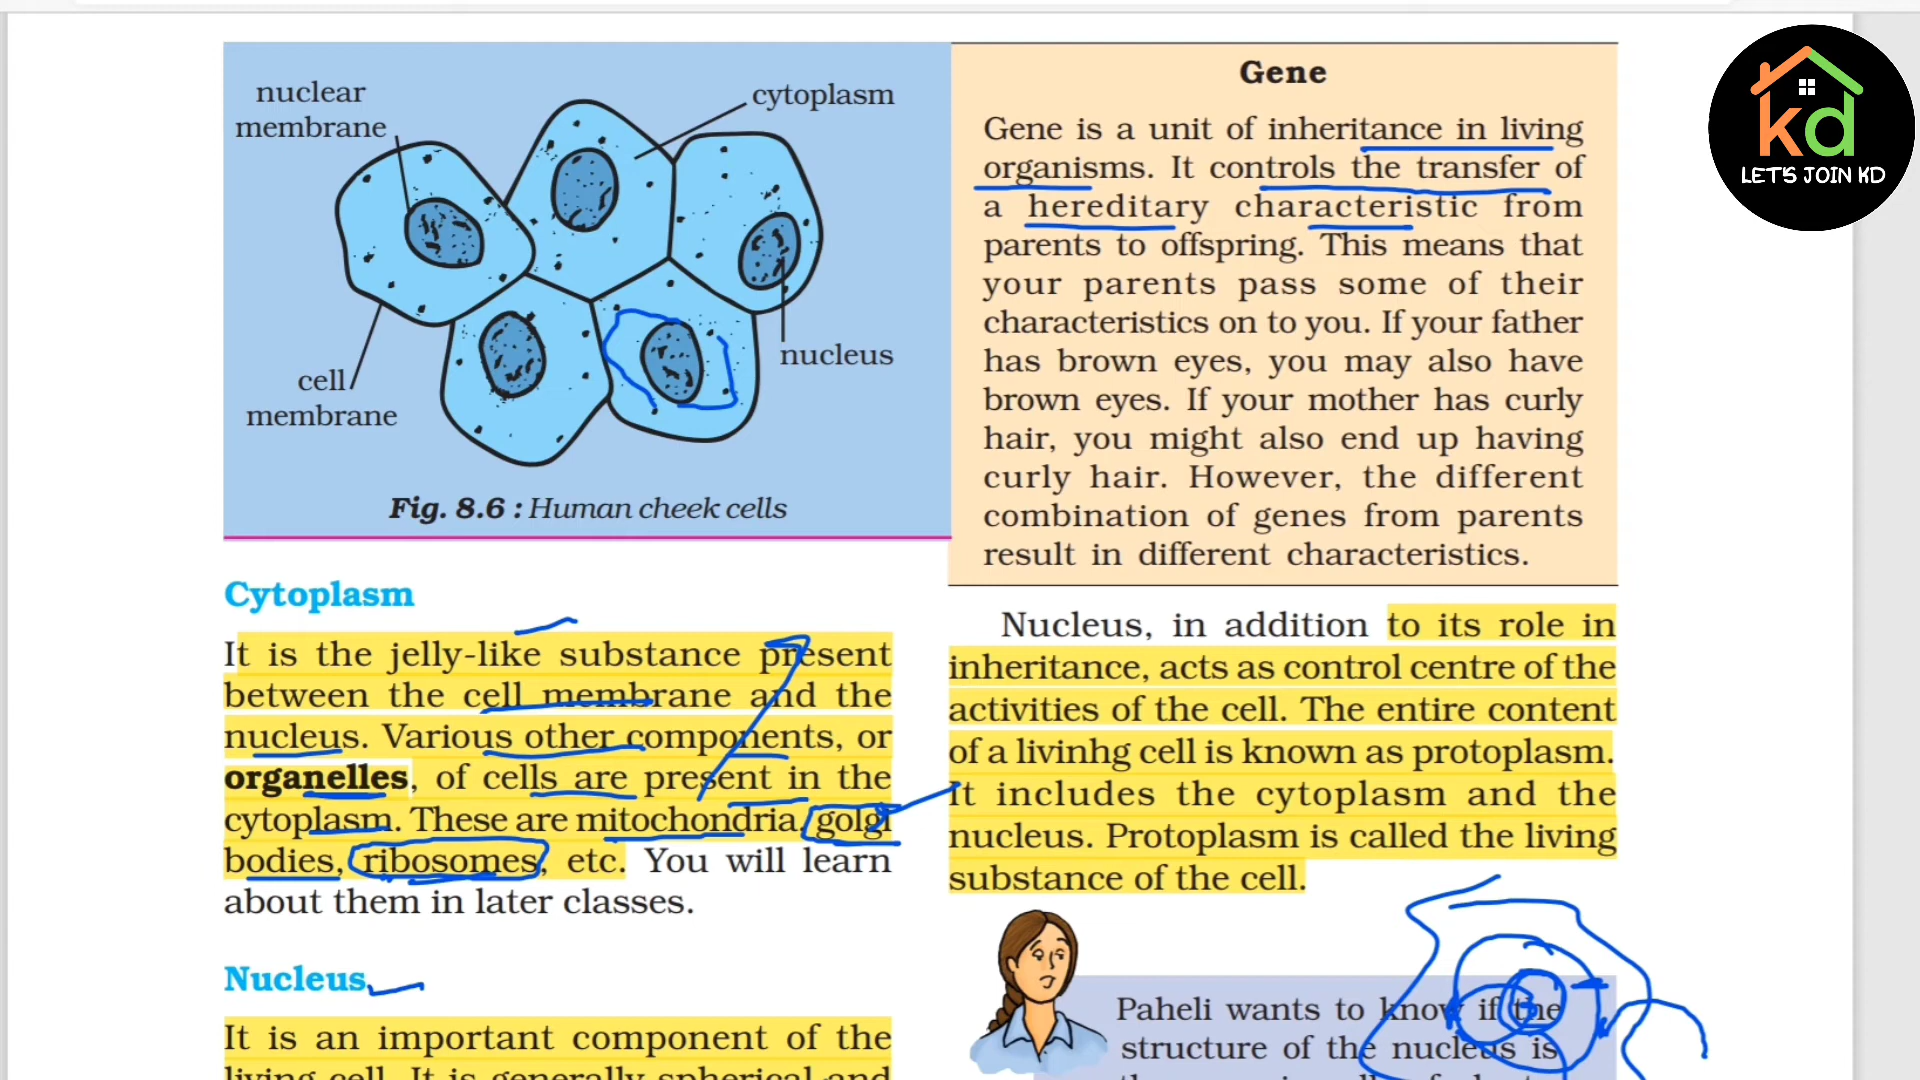 nuclear
membrane
cytoplasm
nucleus
cell
membrane
Fig. 8.6 : Human cheek cells
Cytoplasm
It is the jelly-like substance present
between the cell membrane and the
nucleus. Various other components, or
organelles, of cells are present in the
cytoplasm. These are mitochondria, golgi
bodies, ribosomes, etc. You will learn
about them in later classes.
Nucleus
It is an important component of the
living cell. It is generally spherical and
Gene
Gene is a unit of inheritance in living
organisms. It controls the transfer of
a hereditary characteristic from
parents to offspring. This means that
your parents pass some of their
characteristics on to you. If your father
has brown eyes, you may also have
brown eyes. If your mother has curly
hair, you might also end up having
curly hair. However, the different
combination of genes from parents
result in different characteristics.
Nucleus, in addition to its role in
inheritance, acts as control centre of the
activities of the cell. The entire content
of a livinhg cell is known as protoplasm.
It includes the cytoplasm and the
nucleus. Protoplasm is called the living
substance of the cell.
Paheli wants to know if the
structure of the nucleus is
kd
LET'S JOIN KD